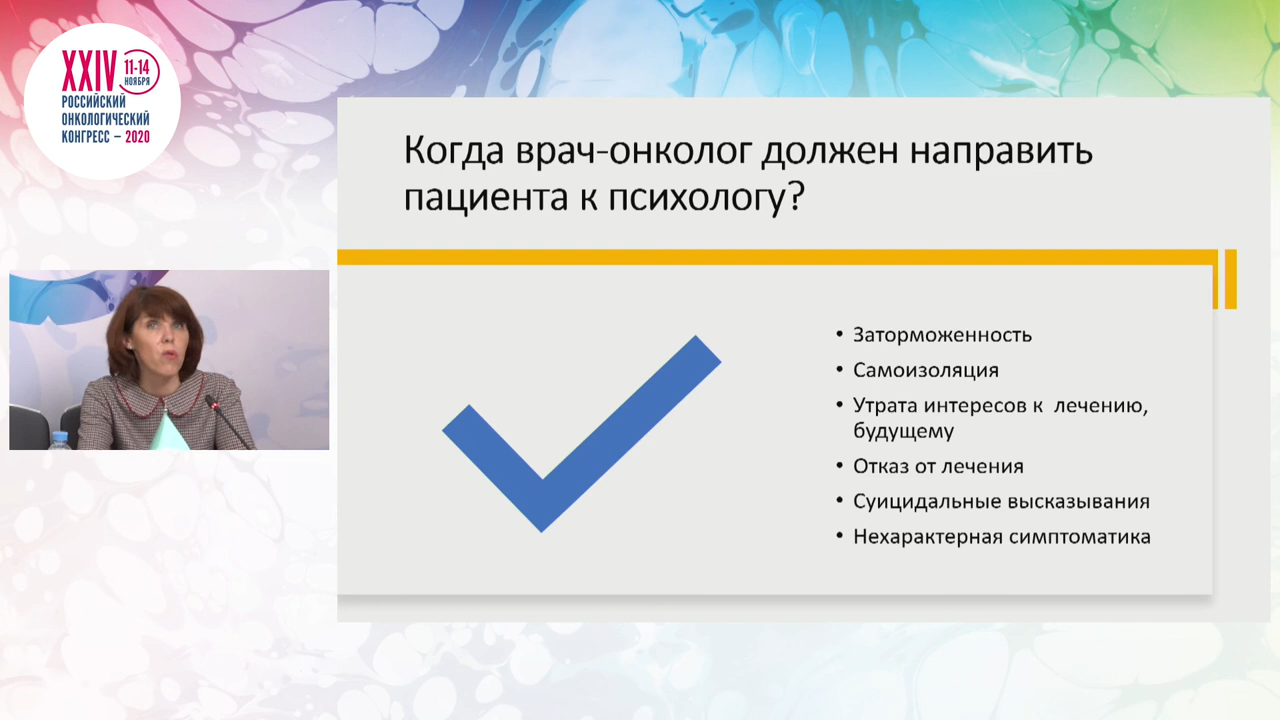 XXIV
11-14
НОЯБРЯ
РОССИЙСКИЙ
ОНКОЛОГИЧЕСКИЙ
КОНГРЕСС – 2020
Когда врач-онколог должен направить
пациента к психологу?
• Заторможенность
• Самоизоляция
• Утрата интересов к  лечению,
будущему
• Отказ от лечения
• Суицидальные высказывания
• Нехарактерная симптоматика